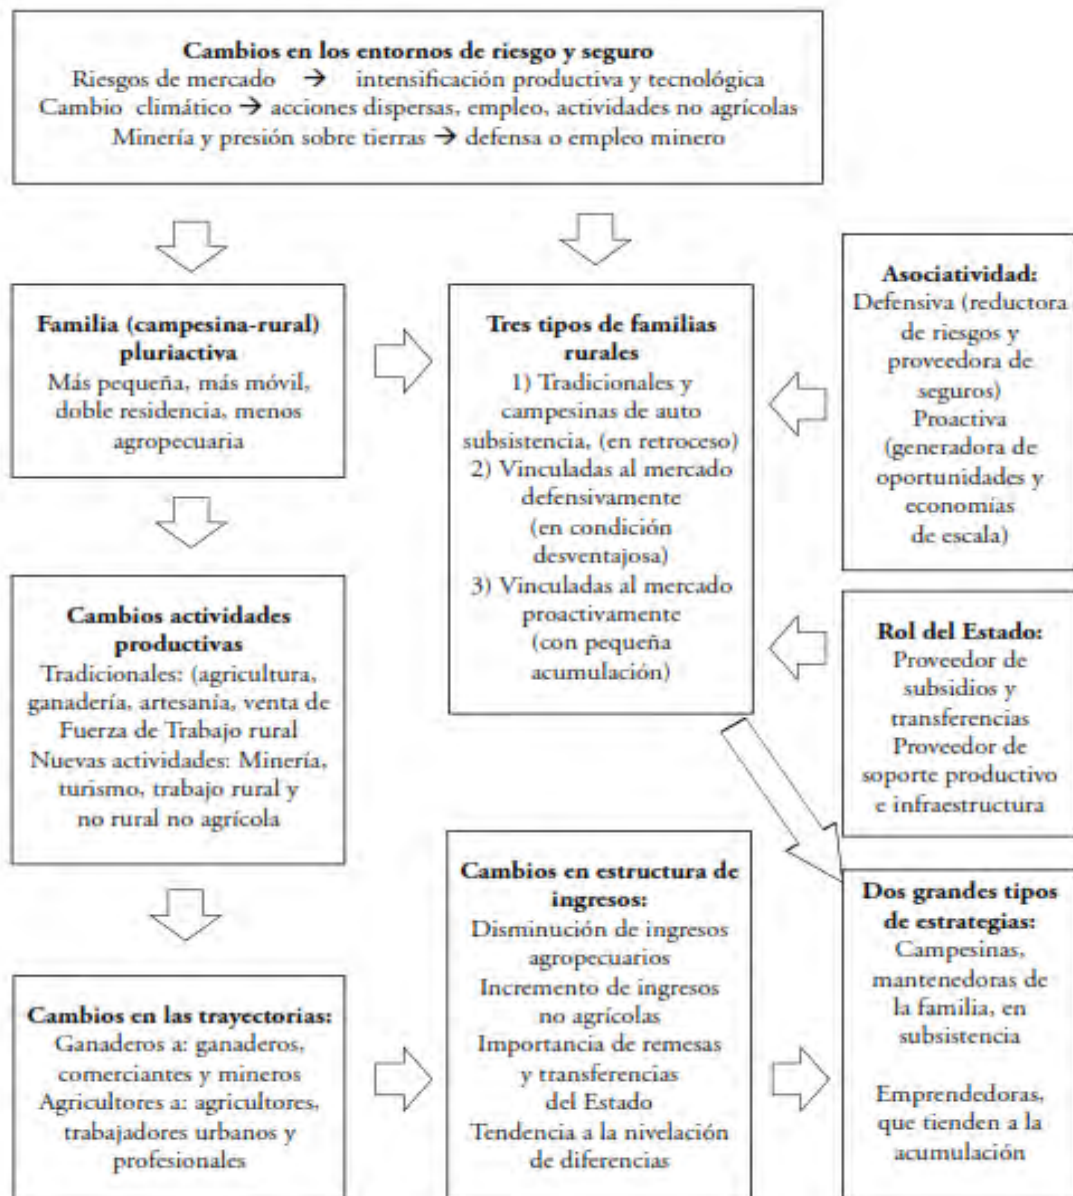 Cambios en los entornos de riesgo y seguro
Riesgos de mercado → intensificación productiva y tecnológica
Cambio climático → acciones dispersas, empleo, actividades no agrícolas
Minería y presión sobre tierras → defensa o empleo minero
Familia (campesina-rural)
pluriactiva
Más pequeña, más móvil,
doble residencia, menos
agropecuaria
Tres tipos de familias
rurales
1) Tradicionales y
campesinas de auto
subsistencia, (en retroceso)
2) Vinculadas al mercado
defensivamente
(en condición
desventajosa)
3) Vinculadas al mercado
proactivamente
(con pequeña
acumulación)
Asociatividad:
Defensiva (reductora
de riesgos y
proveedora de
seguros)
Proactiva
(generadora de
oportunidades y
economías
de escala)
Cambios actividades
productivas
Tradicionales: (agricultura,
ganadería, artesanía, venta de
Fuerza de Trabajo rural
Nuevas actividades: Minería,
turismo, trabajo rural y
no rural no agrícola
Rol del Estado:
Proveedor de
subsidios y
transferencias
Proveedor de
soporte productivo
e infraestructura
Cambios en las trayectorias:
Ganaderos a: ganaderos,
comerciantes y mineros
Agricultores a: agricultores,
trabajadores urbanos y
profesionales
Cambios en estructura de
ingresos:
Disminución de ingresos
agropecuarios
Incremento de ingresos
no agrícolas
Importancia de remesas
y transferencias
del Estado
Tendencia a la nivelación
de diferencias
Dos grandes tipos
de estrategias:
Campesinas,
mantenedoras de
la familia, en
subsistencia
Emprendedoras,
que tienden a la
acumulación